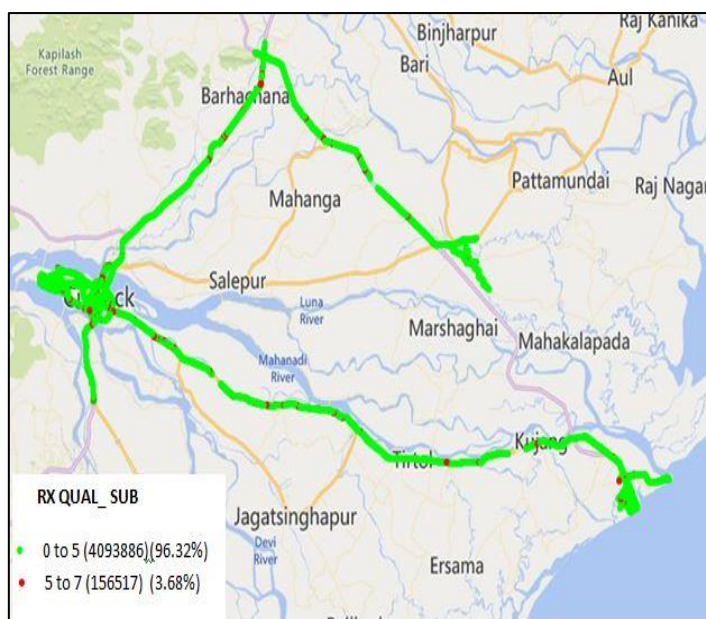 Raj Kanika
Binjharpur
Kapilash
Forest Range
Bari
Aul
Barhachana
Pattamundai
Raj Nagar
Mahanga
Salepur
Luna
River
Marshaghai
Mahakalapada
Mahanadi
River
Kujang
Tirtol
RX QUAL_ SUB
0 to 5 (4093886)(96.32%)
5 to 7 (156517) (3.68%)
Jagatsinghapur
Devi
River
Ersama